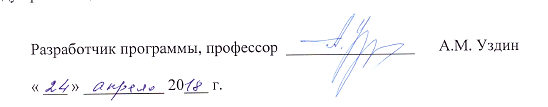 Разработчик программы, профессор А.М. Уздин
« 24 » апреля 2018 г.